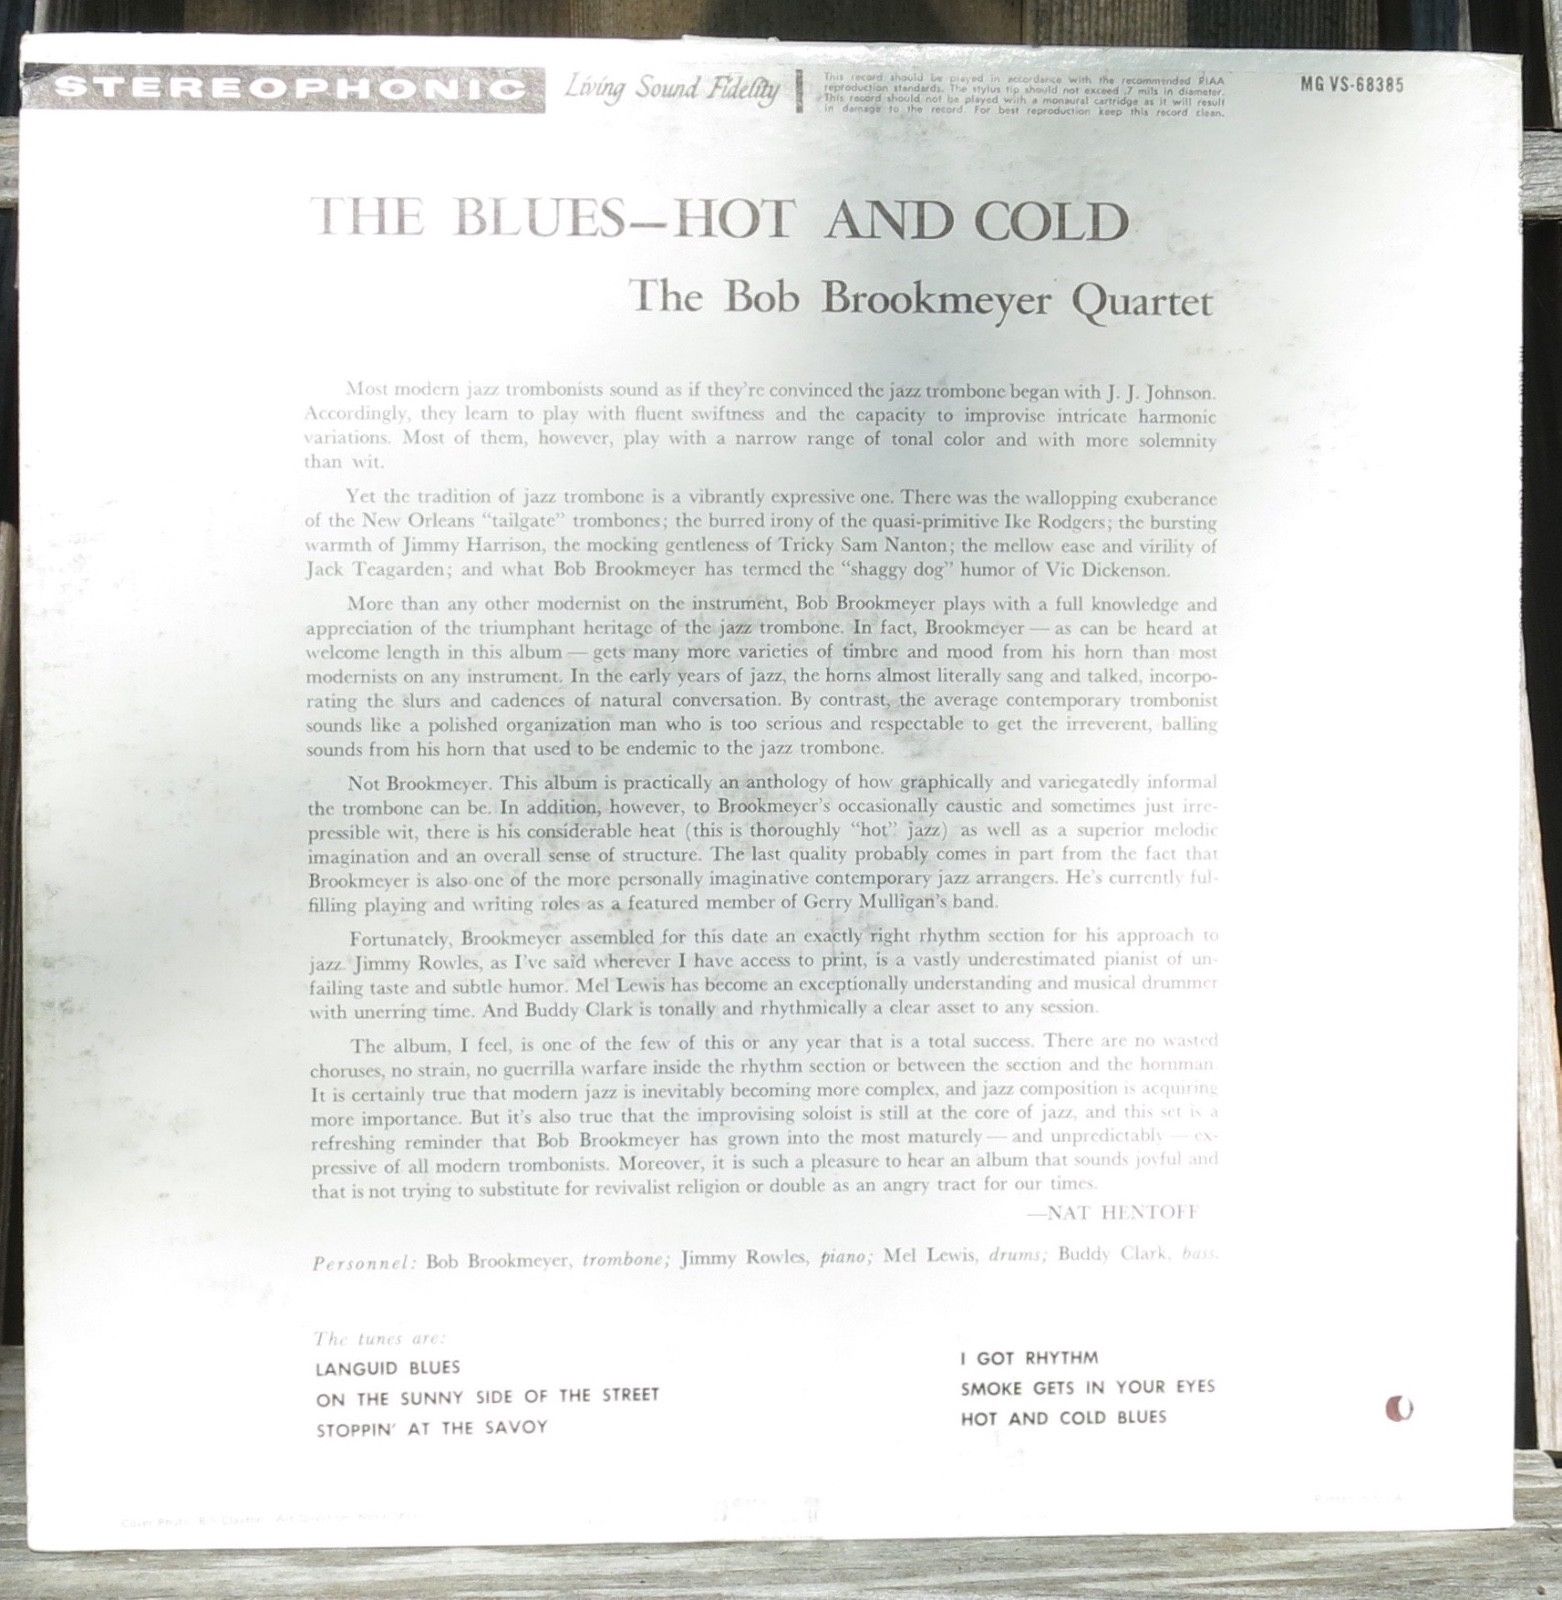 STEREOPHONIC Living Sound Fidelity
This record should be played in accordance with the recommended RIAA
reproduction standards. The stylus tip should not exceed .7 mils in diameter.
This record should not be played with a monaural cartridge as it will result
in damage to the record. For best reproduction keep this record clean.
MG VS-68385
THE BLUES—HOT AND COLD
The Bob Brookmeyer Quartet
Most modern jazz trombonists sound as if they're convinced the jazz trombone began with J. J. Johnson.
Accordingly, they learn to play with fluent swiftness and the capacity to improvise intricate harmonic
variations. Most of them, however, play with a narrow range of tonal color and with more solemnity
than wit.
Yet the tradition of jazz trombone is a vibrantly expressive one. There was the wallopping exuberance
of the New Orleans "tailgate" trombones; the burred irony of the quasi-primitive Ike Rodgers; the bursting
warmth of Jimmy Harrison, the mocking gentleness of Tricky Sam Nanton; the mellow ease and virility of
Jack Teagarden; and what Bob Brookmeyer has termed the "shaggy dog" humor of Vic Dickenson.
More than any other modernist on the instrument, Bob Brookmeyer plays with a full knowledge and
appreciation of the triumphant heritage of the jazz trombone. In fact, Brookmeyer — as can be heard at
welcome length in this album — gets many more varieties of timbre and mood from his horn than most
modernists on any instrument. In the early years of jazz, the horns almost literally sang and talked, incorpo-
rating the slurs and cadences of natural conversation. By contrast, the average contemporary trombonist
sounds like a polished organization man who is too serious and respectable to get the irreverent, balling
sounds from his horn that used to be endemic to the jazz trombone.
Not Brookmeyer. This album is practically an anthology of how graphically and variegatedly informal
the trombone can be. In addition, however, to Brookmeyer's occasionally caustic and sometimes just irre-
pressible wit, there is his considerable heat (this is thoroughly "hot" jazz) as well as a superior melodic
imagination and an overall sense of structure. The last quality probably comes in part from the fact that
Brookmeyer is also one of the more personally imaginative contemporary jazz arrangers. He's currently ful-
filling playing and writing roles as a featured member of Gerry Mulligan's band.
Fortunately, Brookmeyer assembled for this date an exactly right rhythm section for his approach to
jazz. Jimmy Rowles, as I've said wherever I have access to print, is a vastly underestimated pianist of un-
failing taste and subtle humor. Mel Lewis has become an exceptionally understanding and musical drummer
with unerring time. And Buddy Clark is tonally and rhythmically a clear asset to any session.
The album, I feel, is one of the few of this or any year that is a total success. There are no wasted
choruses, no strain, no guerrilla warfare inside the rhythm section or between the section and the hornman.
It is certainly true that modern jazz is inevitably becoming more complex, and jazz composition is acquiring
more importance. But it's also true that the improvising soloist is still at the core of jazz, and this set is a
refreshing reminder that Bob Brookmeyer has grown into the most maturely — and unpredictably — ex-
pressive of all modern trombonists. Moreover, it is such a pleasure to hear an album that sounds joyful and
that is not trying to substitute for revivalist religion or double as an angry tract for our times.
—NAT HENTOFF
Personnel: Bob Brookmeyer, trombone; Jimmy Rowles, piano; Mel Lewis, drums; Buddy Clark, bass.
The tunes are:
LANGUID BLUES
ON THE SUNNY SIDE OF THE STREET
STOPPIN' AT THE SAVOY
I GOT RHYTHM
SMOKE GETS IN YOUR EYES
HOT AND COLD BLUES
Cover Photo: